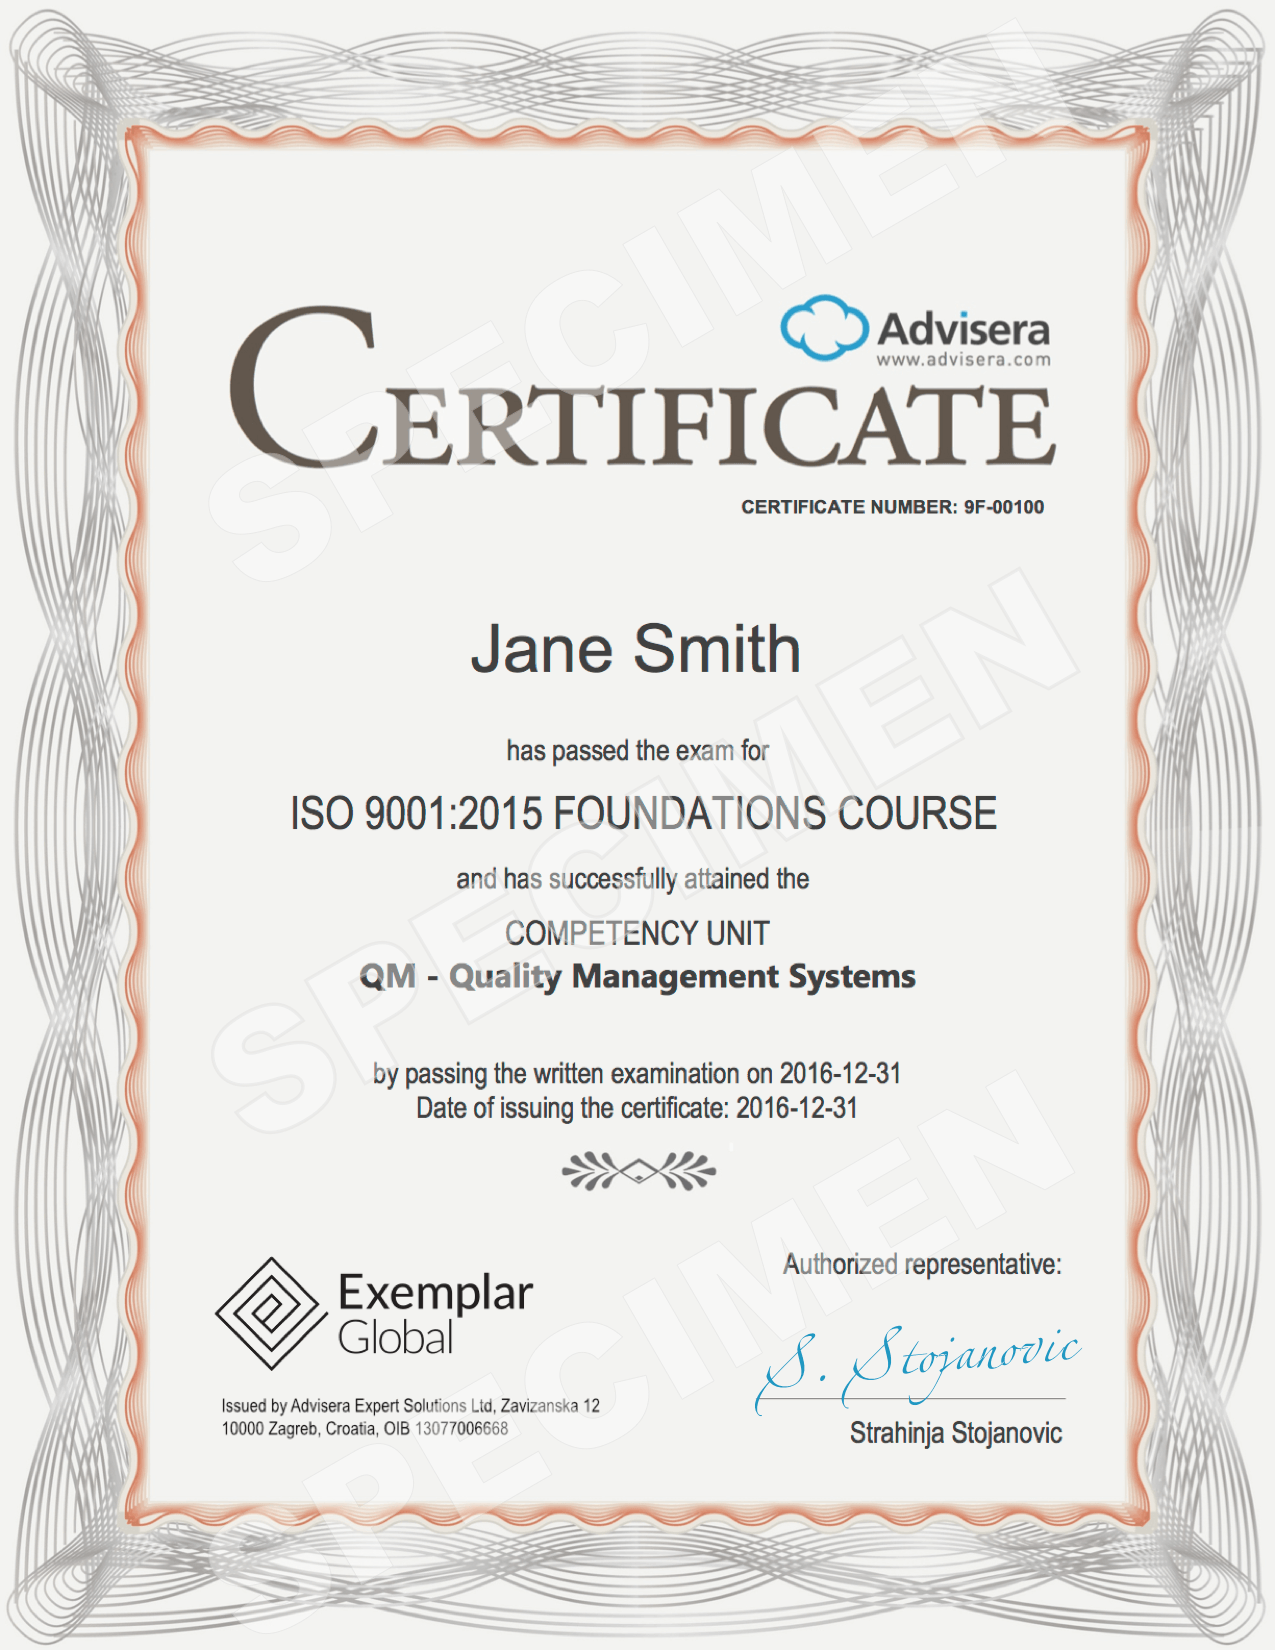 Advisera
www.advisera.com
CERTIFICATE
CERTIFICATE NUMBER: 9F-00100
Jane Smith
has passed the exam for
ISO 9001:2015 FOUNDATIONS COURSE
and has successfully attained the
COMPETENCY UNIT
QM - Quality Management Systems
by passing the written examination on 2016-12-31
Date of issuing the certificate: 2016-12-31
Exemplar
Global
Issued by Advisera Expert Solutions Ltd, Zavizanska 12
10000 Zagreb, Croatia, OIB 13077006668
Authorized representative:
S. Stojanovic
Strahinja Stojanovic
SPECIMEN
SPECIMEN
SPECIMEN